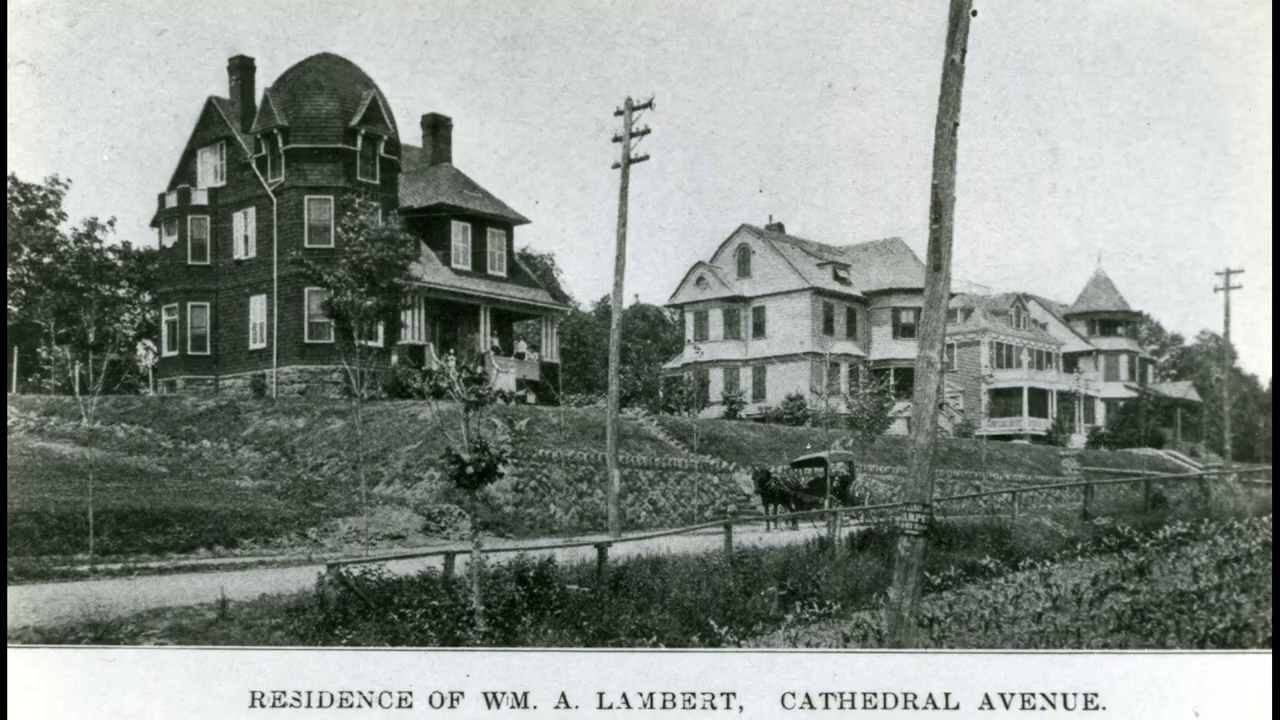 RESIDENCE OF WM. A. LAMBERT, CATHEDRAL AVENUE.